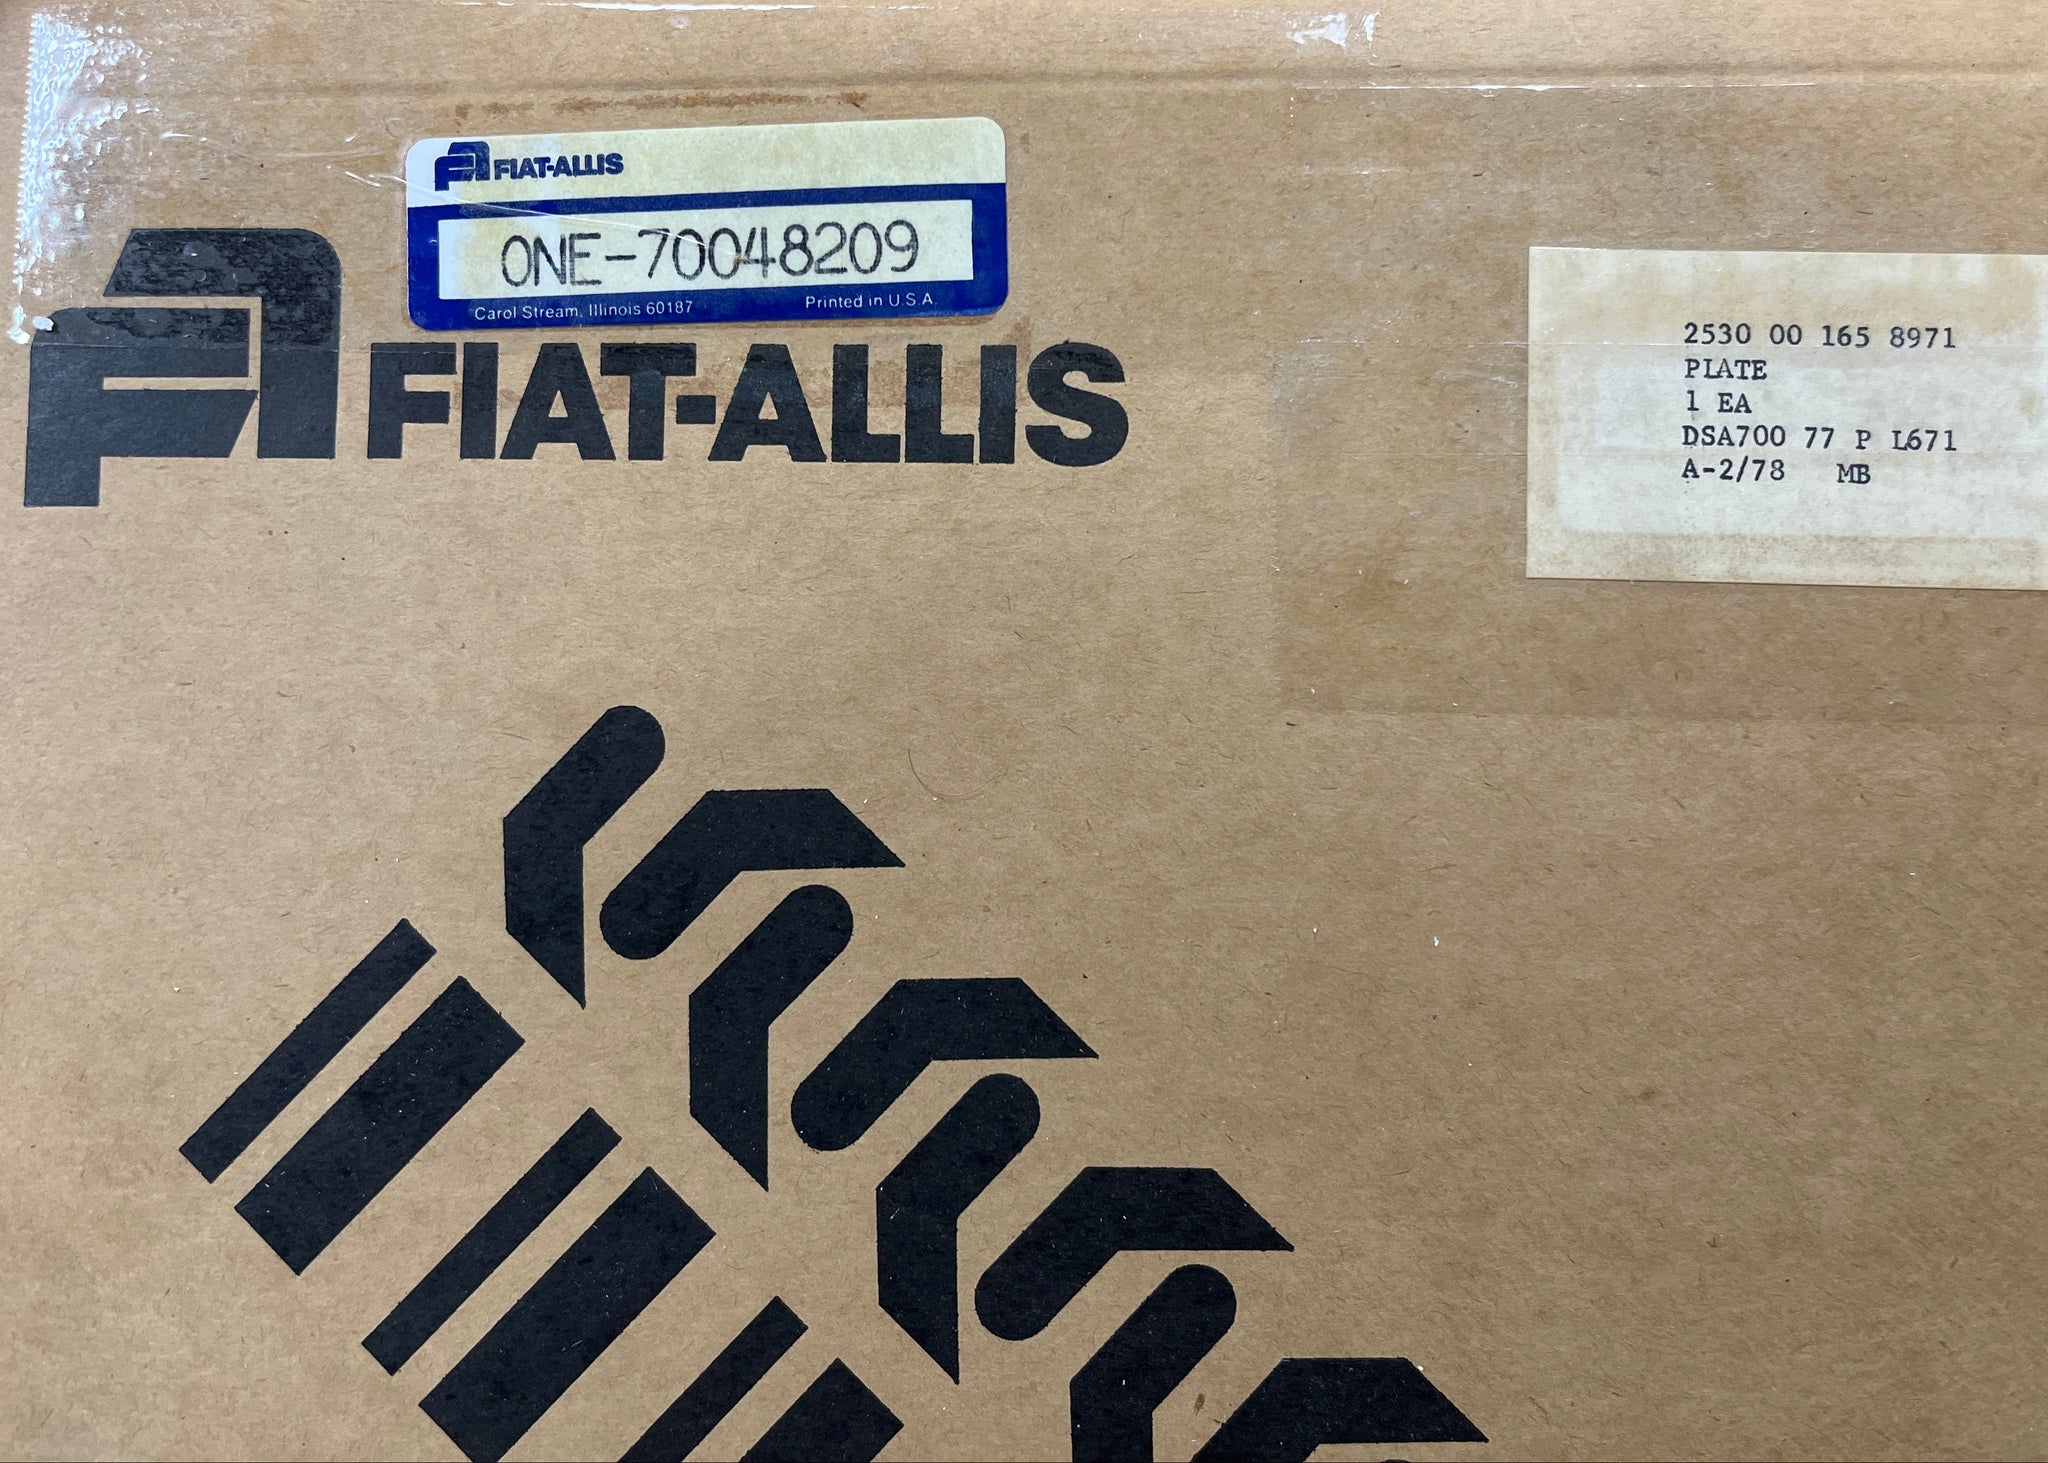 FIAT-ALLIS
ONE-70048209
Carol Stream, Illinois 60187 Printed in U.S.A.
FIAT-ALLIS
2530 00 165 8971
PLATE
1 EA
DSA700 77 P L671
A-2/78 MB